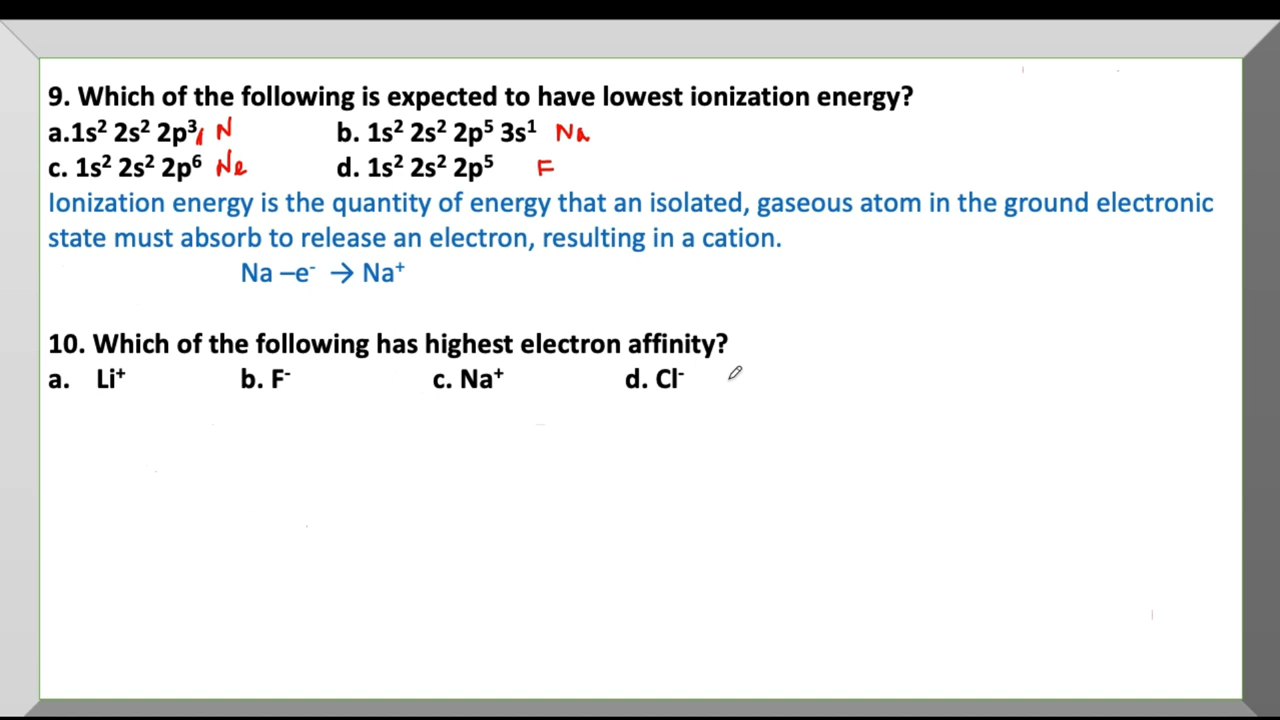 9. Which of the following is expected to have lowest ionization energy?
a.1s² 2s² 2p³, N b. 1s² 2s² 2p⁵ 3s¹ Na
c. 1s² 2s² 2p⁶ Ne d. 1s² 2s² 2p⁵ F
Ionization energy is the quantity of energy that an isolated, gaseous atom in the ground electronic
state must absorb to release an electron, resulting in a cation.
Na –e⁻ → Na⁺
10. Which of the following has highest electron affinity?
a. Li⁺ b. F⁻ c. Na⁺ d. Cl⁻